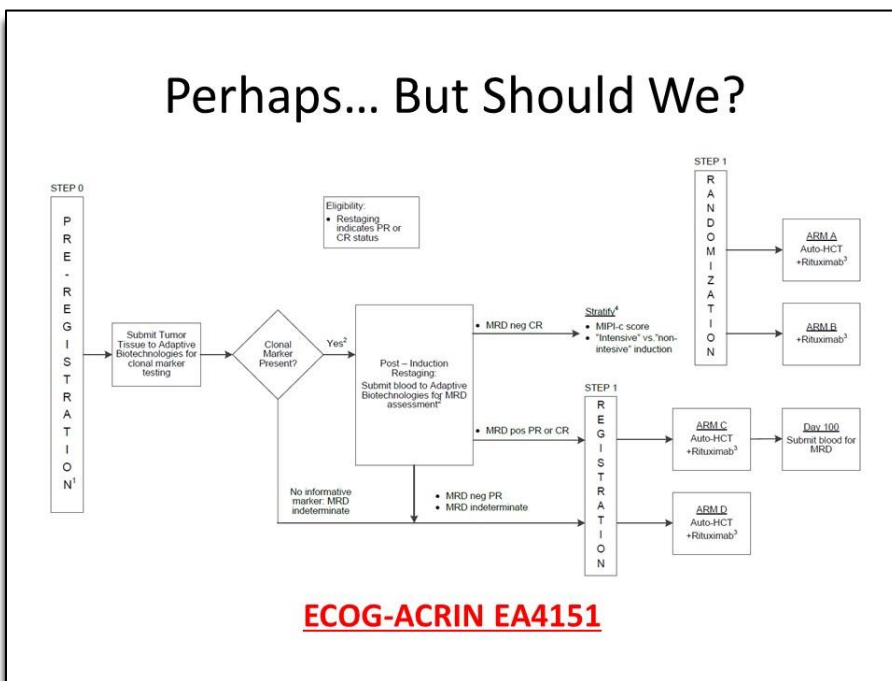 Perhaps... But Should We?
STEP 0
PRE-REGISTRATION¹
Submit Tumor
Tissue to Adaptive
Biotechnologies for
clonal marker
testing
Eligibility:
• Restaging
indicates PR or
CR status
Clonal
Marker
Present?
Yes²
No informative
marker: MRD
indeterminate
Post – Induction
Restaging:
Submit blood to Adaptive
Biotechnologies for MRD
assessment²
• MRD neg CR
Stratify⁴
• MIPI-c score
• "Intensive" vs."non-
intesive" induction
STEP 1
RANDOMIZATION
ARM A
Auto-HCT
+Rituximab³
ARM B
+Rituximab³
• MRD pos PR or CR
• MRD neg PR
• MRD indeterminate
STEP 1
REGISTRATION
ARM C
Auto-HCT
+Rituximab³
Day 100
Submit blood for
MRD
ARM D
Auto-HCT
+Rituximab³
ECOG-ACRIN EA4151